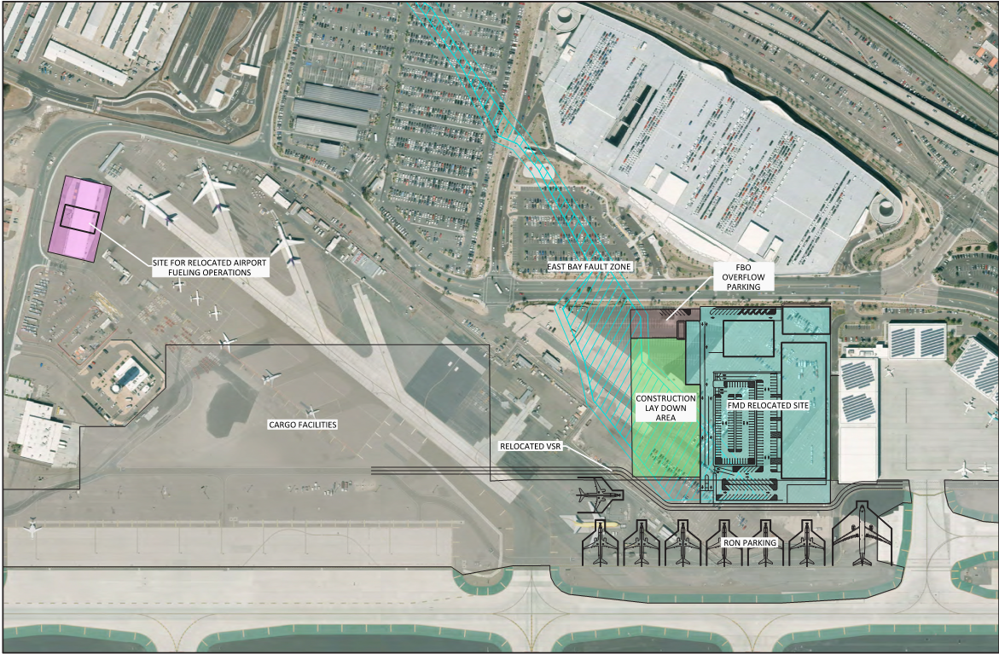 EAST BAY FAULT ZONE
SITE FOR RELOCATED AIRPORT
FUELING OPERATIONS
FBO
OVERFLOW
PARKING
CONSTRUCTION
LAY DOWN
AREA
FMD RELOCATED SITE
CARGO FACILITIES
RELOCATED VSR
RON PARKING